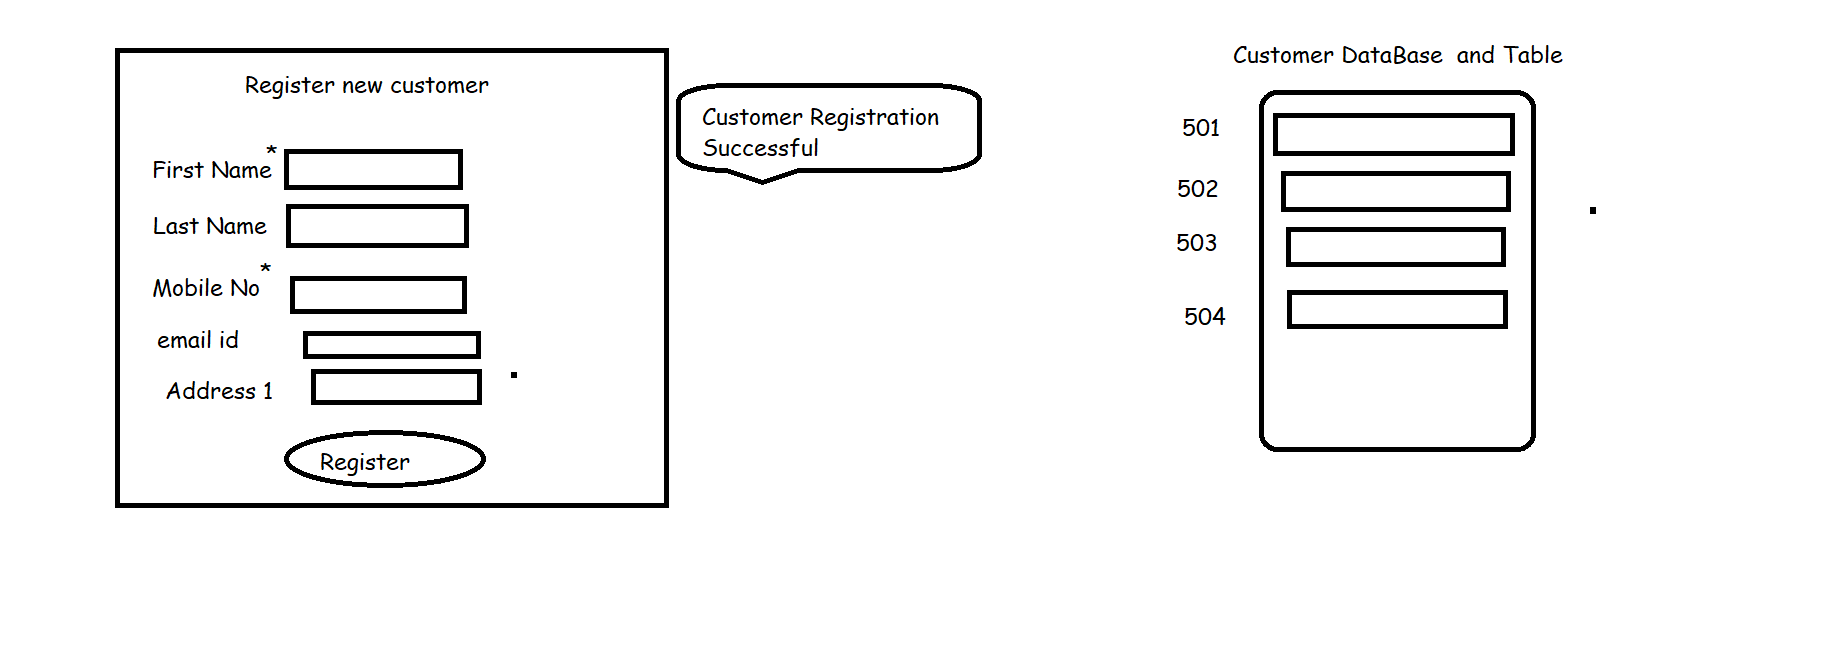 Register new customer
First Name*
Last Name
Mobile No*
email id
Address 1
Register
Customer Registration
Successful
Customer DataBase and Table
501
502
503
504